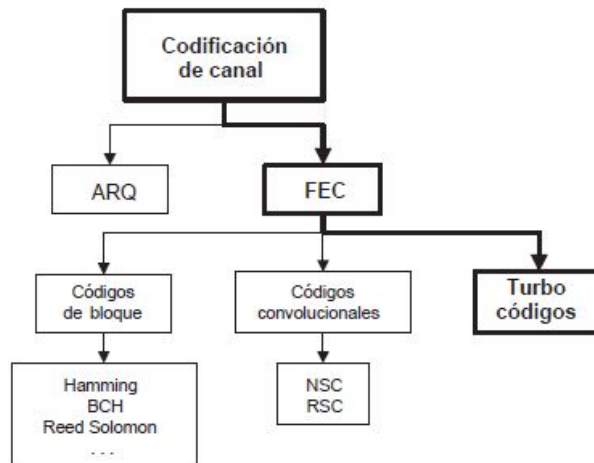 Codificación
de canal
ARQ
FEC
Códigos
de bloque
Códigos
convolucionales
Turbo
códigos
Hamming
BCH
Reed Solomon
. . .
NSC
RSC